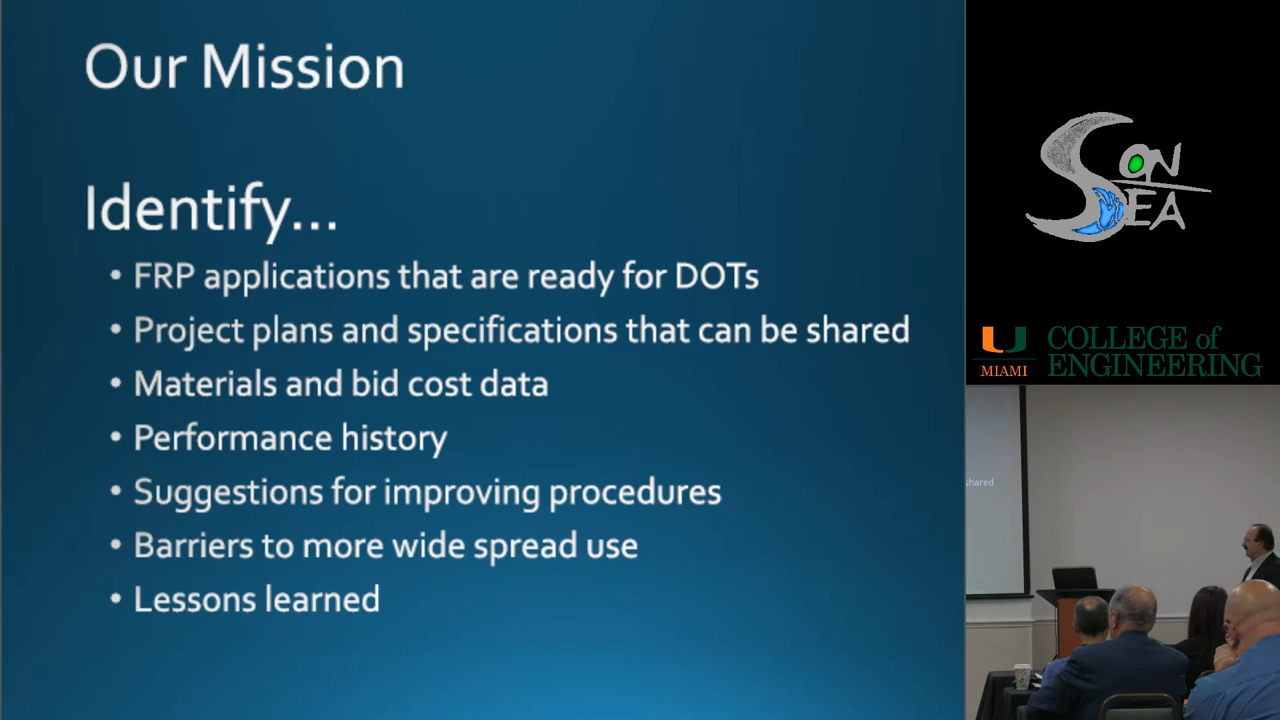 Our Mission
Identify...
• FRP applications that are ready for DOTs
• Project plans and specifications that can be shared
• Materials and bid cost data
• Performance history
• Suggestions for improving procedures
• Barriers to more wide spread use
• Lessons learned
SON
SEA
U
MIAMI
COLLEGE of
ENGINEERING
shared